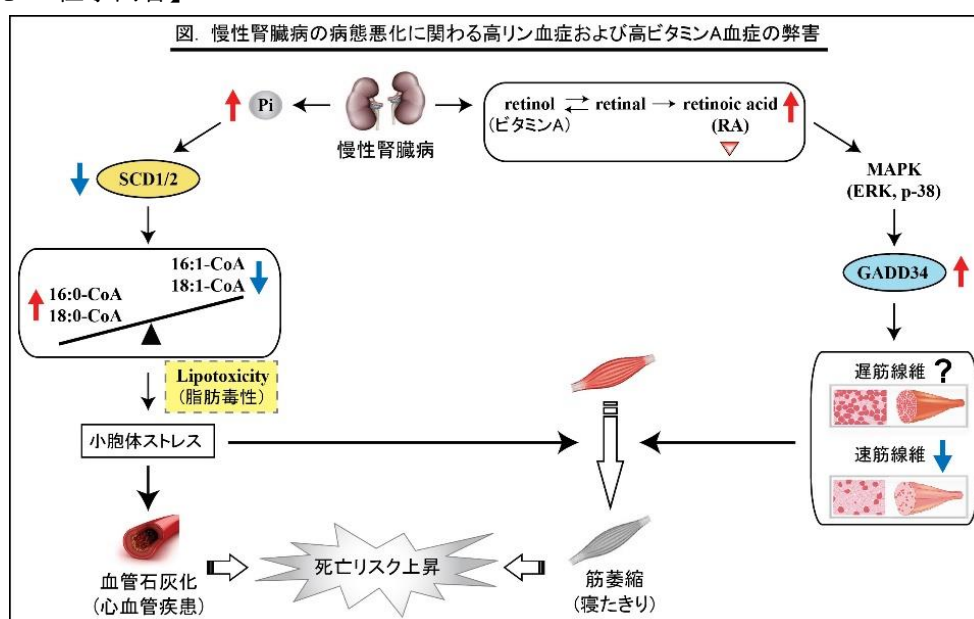 図. 慢性腎臓病の病態悪化に関わる高リン血症および高ビタミンA血症の弊害
Pi
慢性腎臓病
retinol ⇄ retinal → retinoic acid
(ビタミンA)
(RA)
SCD1/2
MAPK
(ERK, p-38)
16:1-CoA
18:1-CoA
16:0-CoA
18:0-CoA
GADD34
Lipotoxicity
(脂肪毒性)
遅筋線維 ?
小胞体ストレス
速筋線維
血管石灰化
(心血管疾患)
死亡リスク上昇
筋萎縮
(寝たきり)